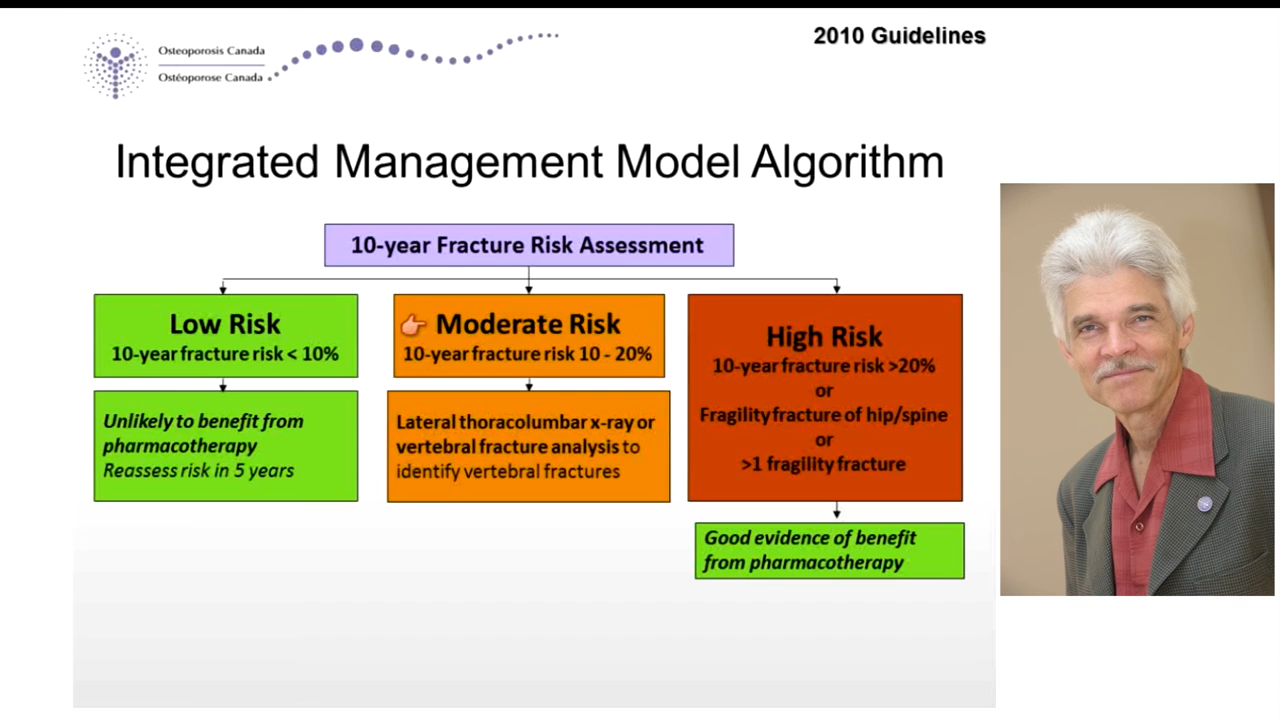 Osteoporosis Canada
Ostéoporose Canada
2010 Guidelines
Integrated Management Model Algorithm
10-year Fracture Risk Assessment
Low Risk
10-year fracture risk < 10%
Unlikely to benefit from
pharmacotherapy
Reassess risk in 5 years
Moderate Risk
10-year fracture risk 10 - 20%
Lateral thoracolumbar x-ray or
vertebral fracture analysis to
identify vertebral fractures
High Risk
10-year fracture risk >20%
or
Fragility fracture of hip/spine
or
>1 fragility fracture
Good evidence of benefit
from pharmacotherapy